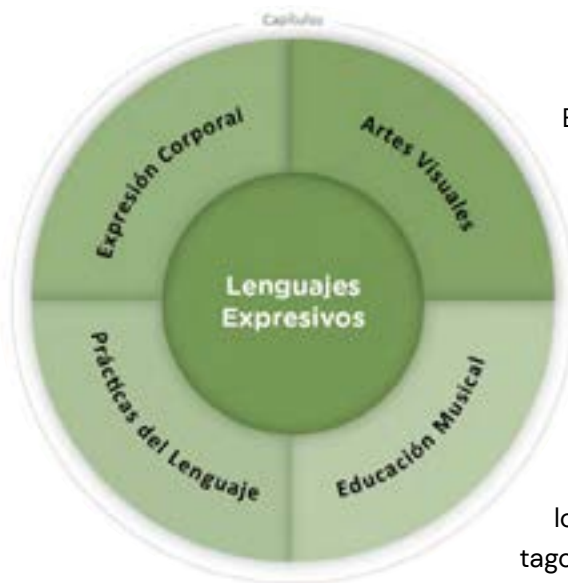 Capítulos
Expresión Corporal
Artes Visuales
Lenguajes
Expresivos
Prácticas del Lenguaje
Educación Musical